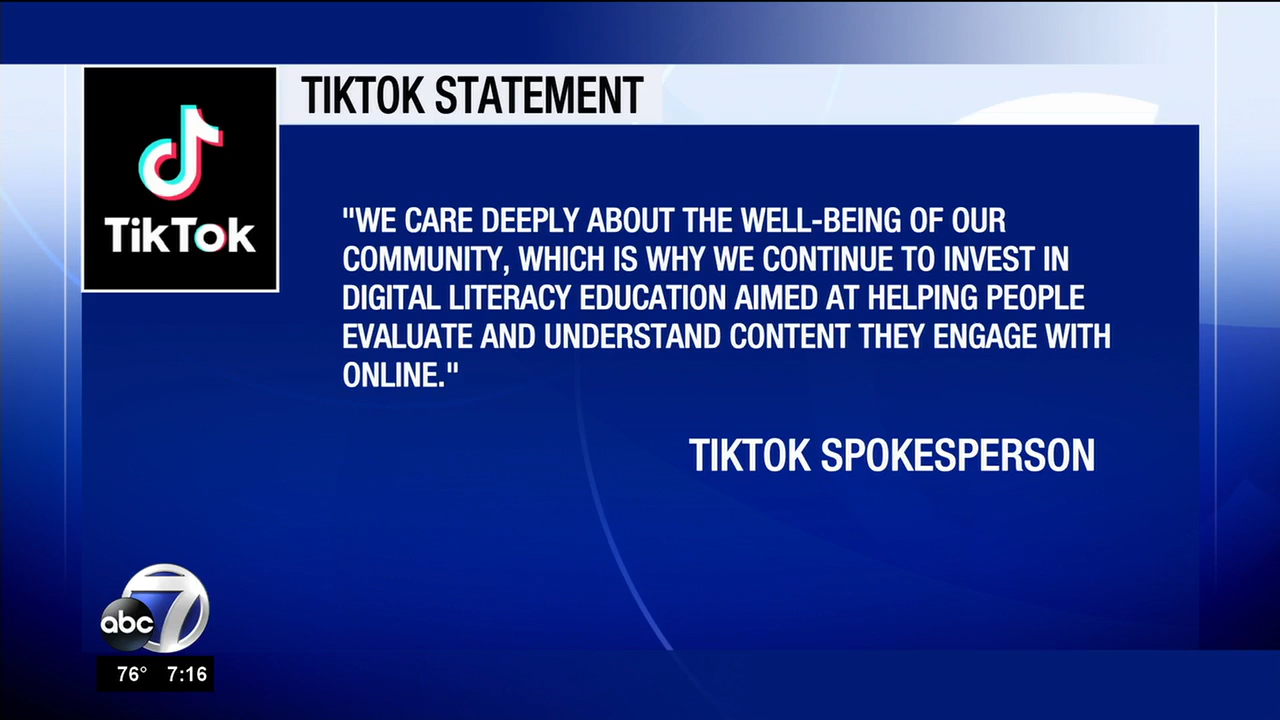 TIKTOK STATEMENT
TikTok
"WE CARE DEEPLY ABOUT THE WELL-BEING OF OUR
COMMUNITY, WHICH IS WHY WE CONTINUE TO INVEST IN
DIGITAL LITERACY EDUCATION AIMED AT HELPING PEOPLE
EVALUATE AND UNDERSTAND CONTENT THEY ENGAGE WITH
ONLINE."
TIKTOK SPOKESPERSON
abc 7
76° 7:16